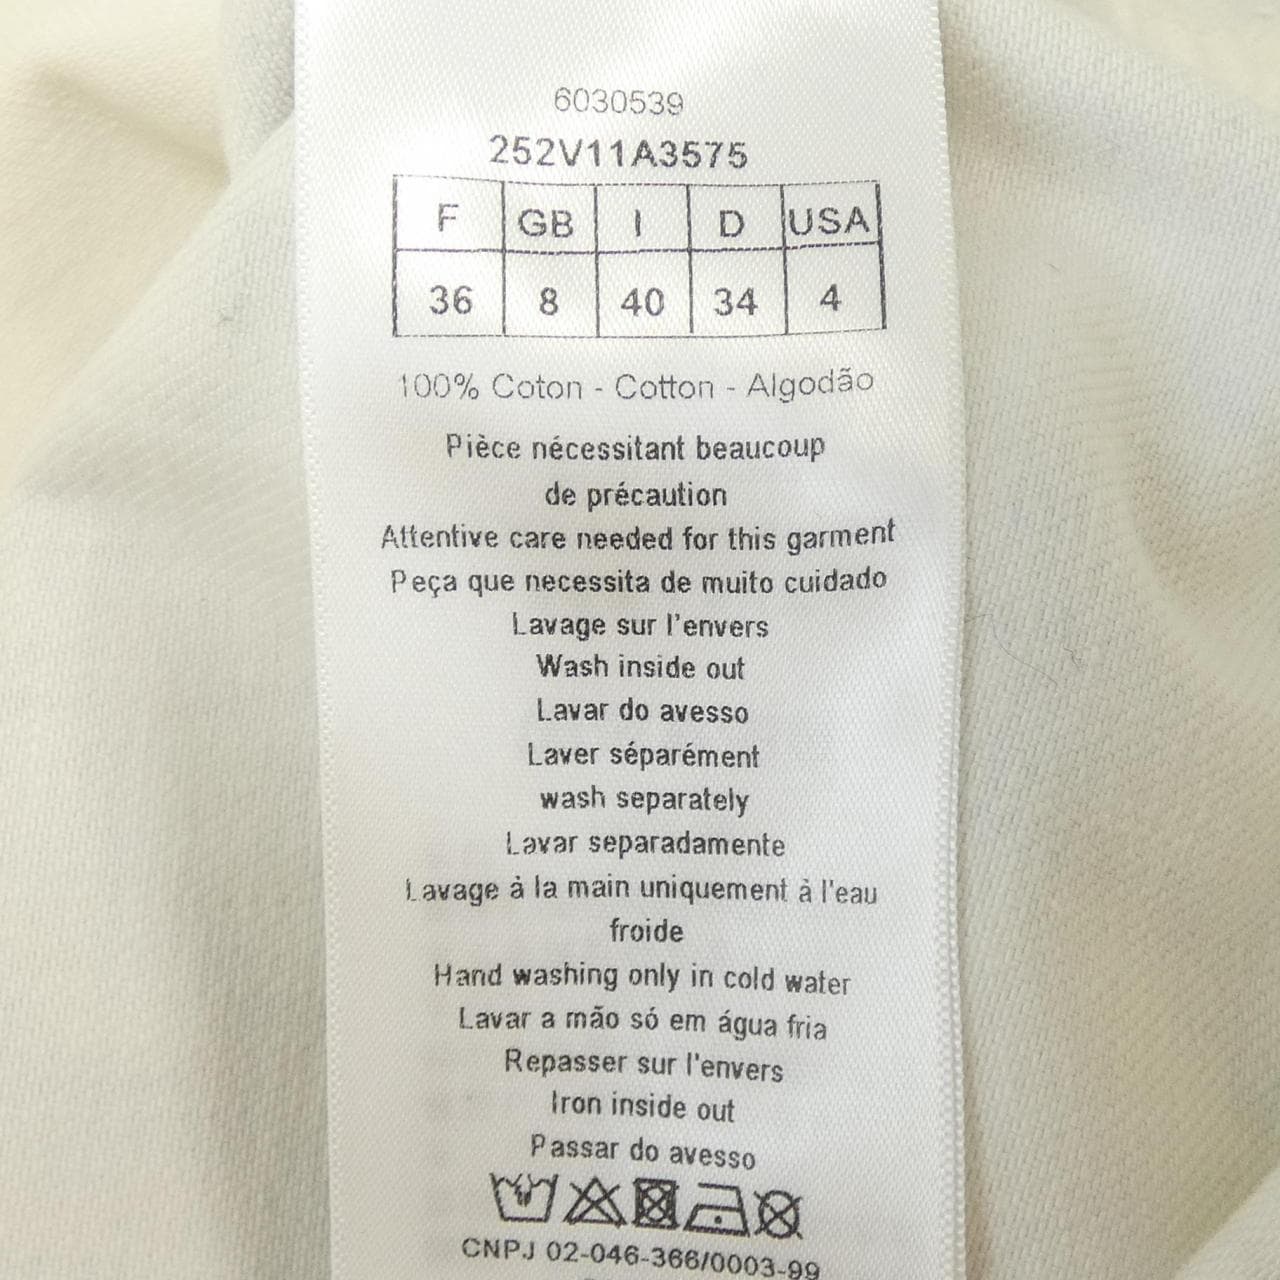 6030539
252V11A3575
F GB I D USA
36 8 40 34 4
100% Coton - Cotton - Algodão
Pièce nécessitant beaucoup
de précaution
Attentive care needed for this garment
Peça que necessita de muito cuidado
Lavage sur l'envers
Wash inside out
Lavar do avesso
Laver séparément
wash separately
Lavar separadamente
Lavage à la main uniquement à l'eau
froide
Hand washing only in cold water
Lavar a mão só em água fria
Repasser sur l'envers
Iron inside out
Passar do avesso
CNPJ 02-046-366/0003-99